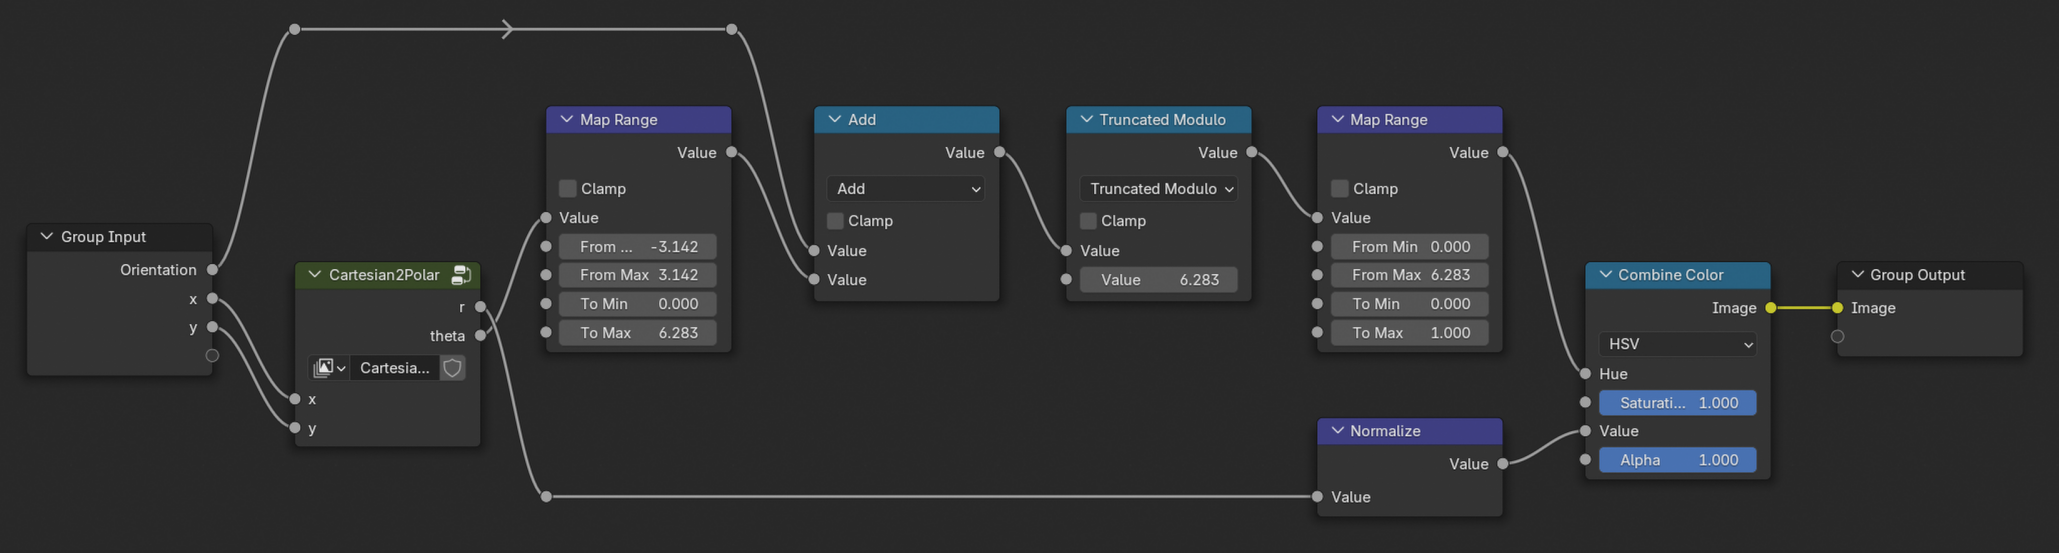 Group Input
Orientation
x
y
Cartesian2Polar
r
theta
Cartesia...
x
y
Map Range
Value
Clamp
Value
From ... -3.142
From Max 3.142
To Min 0.000
To Max 6.283
Add
Value
Add
Clamp
Value
Value
Truncated Modulo
Value
Truncated Modulo
Clamp
Value
Value 6.283
Map Range
Value
Clamp
Value
From Min 0.000
From Max 6.283
To Min 0.000
To Max 1.000
Normalize
Value
Value
Combine Color
Image
HSV
Hue
Saturati... 1.000
Value
Alpha 1.000
Group Output
Image